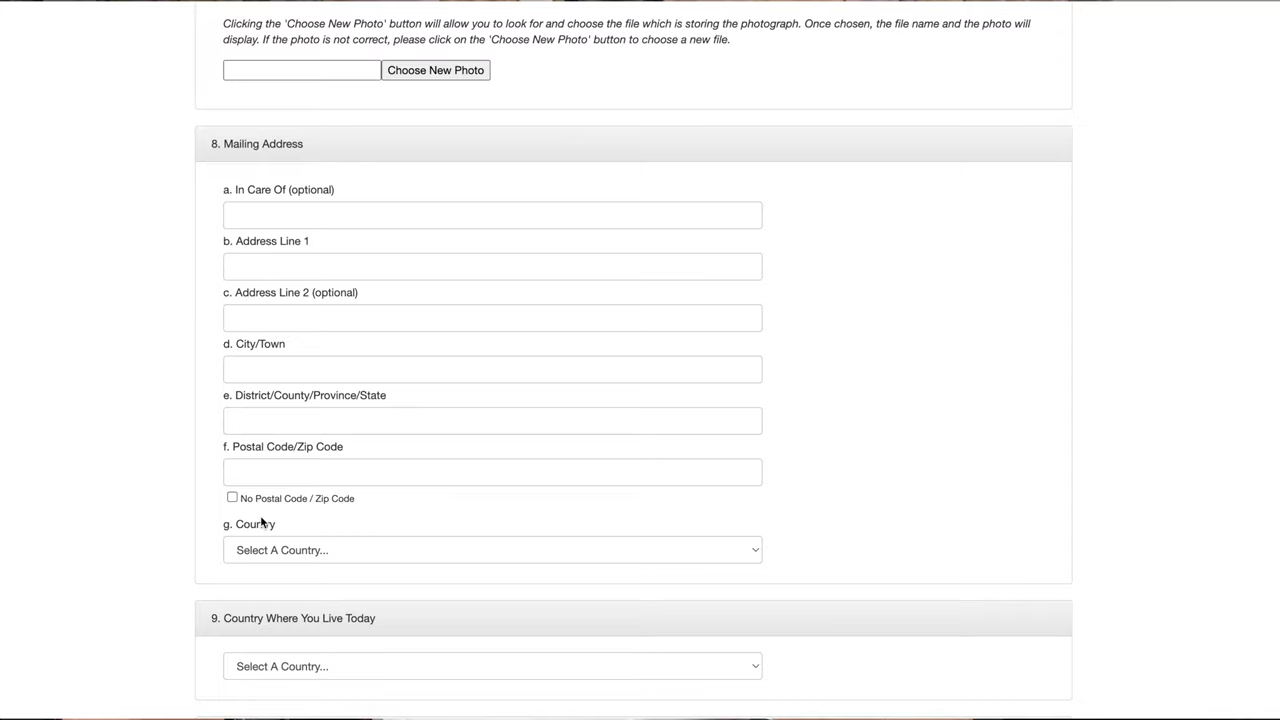 Clicking the 'Choose New Photo' button will allow you to look for and choose the file which is storing the photograph. Once chosen, the file name and the photo will
display. If the photo is not correct, please click on the 'Choose New Photo' button to choose a new file.
Choose New Photo
8. Mailing Address
a. In Care Of (optional)
b. Address Line 1
c. Address Line 2 (optional)
d. City/Town
e. District/County/Province/State
f. Postal Code/Zip Code
No Postal Code / Zip Code
g. Country
Select A Country...
9. Country Where You Live Today
Select A Country...